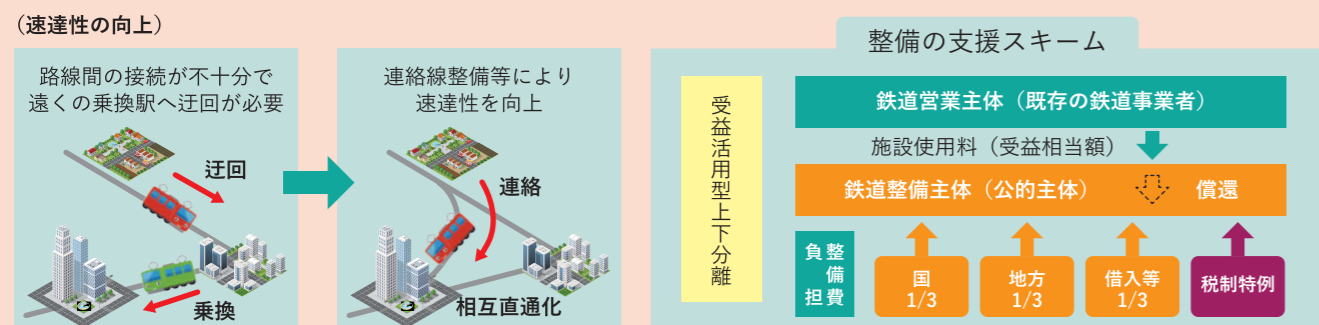 （速達性の向上）
路線間の接続が不十分で
遠くの乗換駅へ迂回が必要
迂回
乗換
連絡線整備等により
速達性を向上
連絡
相互直通化
整備の支援スキーム
受益活用型上下分離
鉄道営業主体（既存の鉄道事業者）
施設使用料（受益相当額）
鉄道整備主体（公的主体）
償還
整備費
負担
国
1/3
地方
1/3
借入等
1/3
税制特例